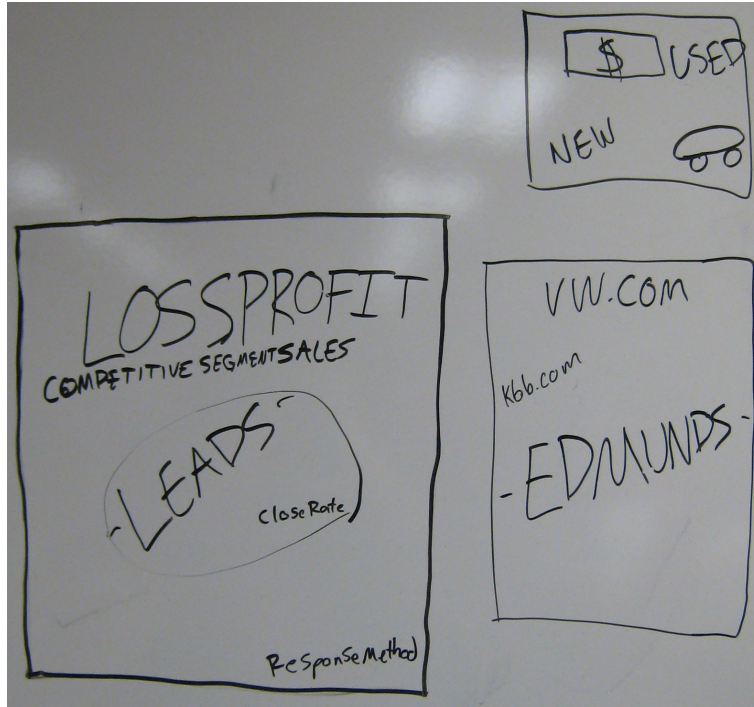 $ USED
NEW
LOSSPROFIT
COMPETITIVE SEGMENTSALES
-LEADS-
CloseRate
ResponseMethod
VW.COM
Kbb.com
-EDMUNDS-